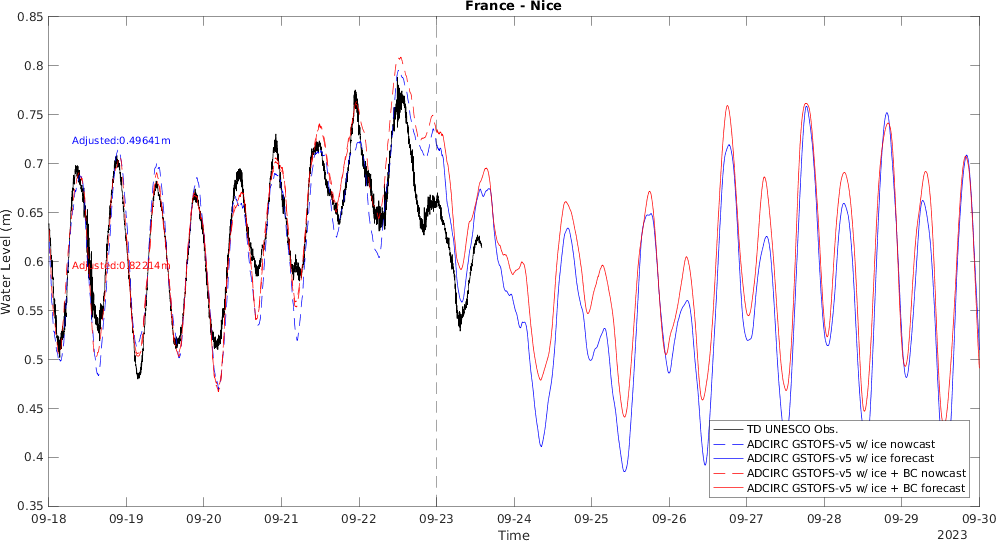 France - Nice
Water Level (m)
0.85
0.8
0.75
0.7
0.65
0.6
0.55
0.5
0.45
0.4
0.35
Adjusted:0.49641m
Adjusted:0.82214m
TD UNESCO Obs.
ADCIRC GSTOFS-v5 w/ ice nowcast
ADCIRC GSTOFS-v5 w/ ice forecast
ADCIRC GSTOFS-v5 w/ ice + BC nowcast
ADCIRC GSTOFS-v5 w/ ice + BC forecast
09-18 09-19 09-20 09-21 09-22 09-23 09-24 09-25 09-26 09-27 09-28 09-29 09-30
Time
2023